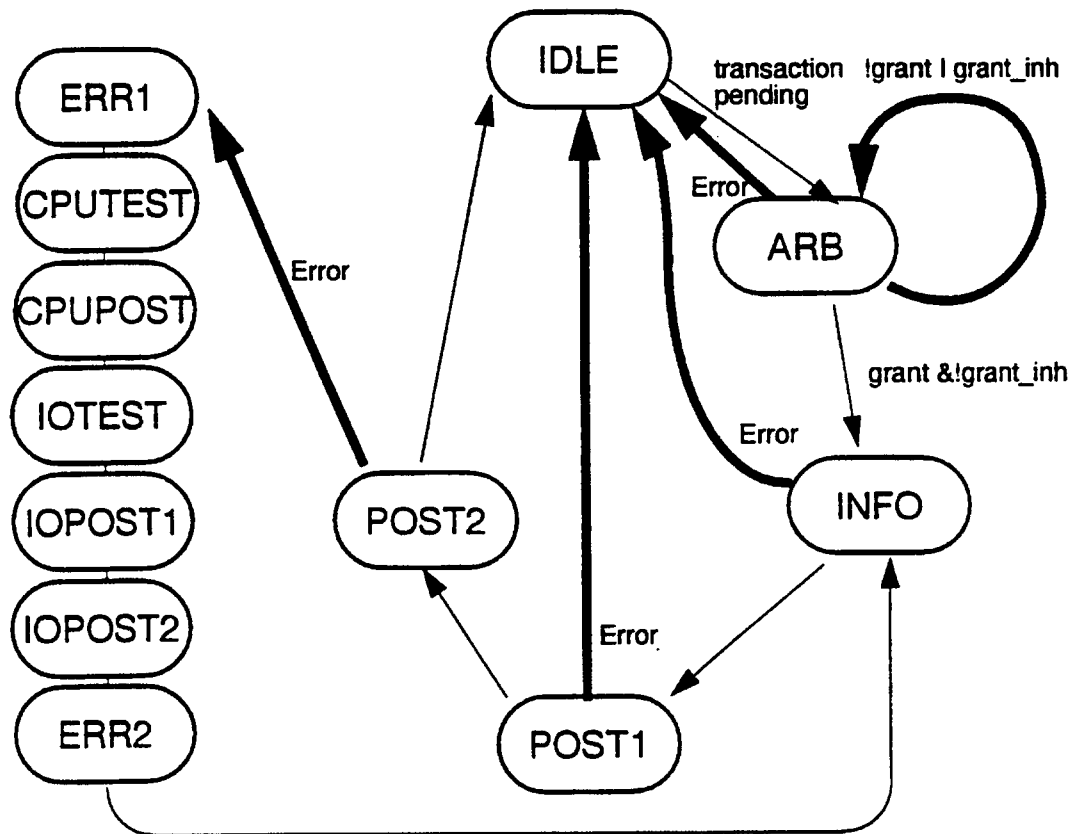 IDLE
transaction !grant | grant_inh
pending
ERR1
CPUTEST
Error
ARB
Error
CPUPOST
grant &!grant_inh
IOTEST
Error
IOPOST1
POST2
INFO
IOPOST2
Error
ERR2
POST1